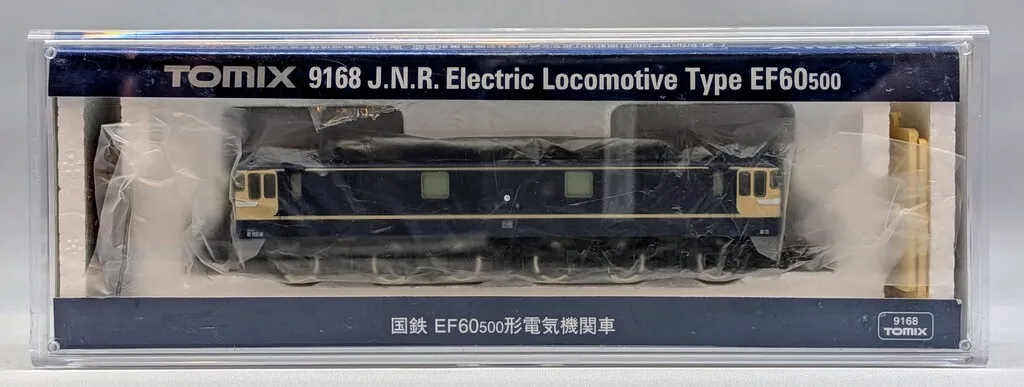 TOMIX 9168 J.N.R. Electric Locomotive Type EF60500
国鉄 EF60500形電気機関車
9168
TOMIX